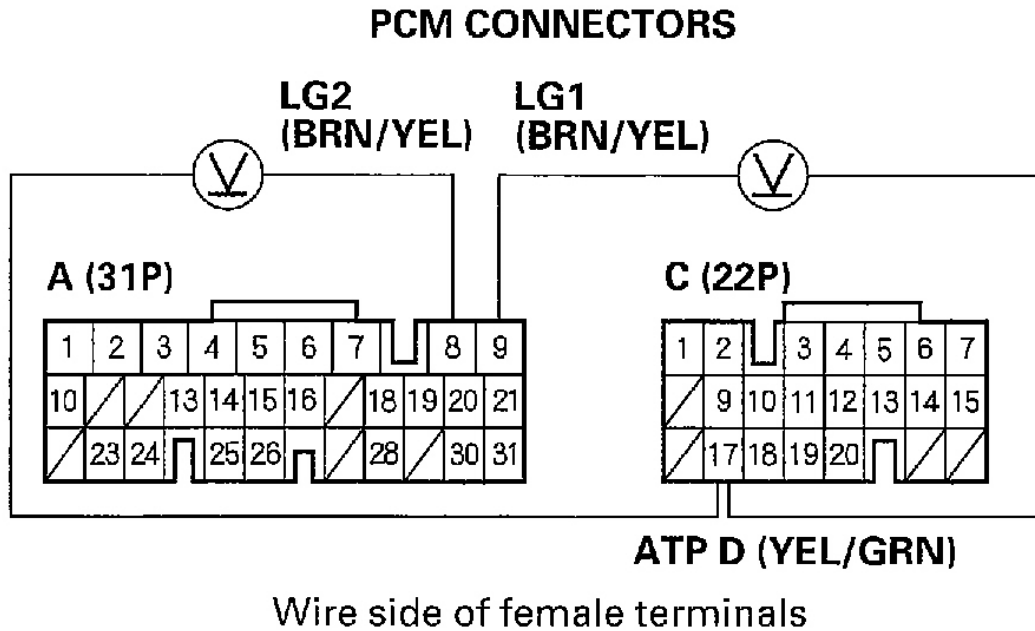 PCM CONNECTORS
LG2
(BRN/YEL)
LG1
(BRN/YEL)
V
V
A (31P)
1 2 3 4 5 6 7 8 9
10 13 14 15 16 18 19 20 21
23 24 25 26 28 30 31
C (22P)
1 2 3 4 5 6 7
9 10 11 12 13 14 15
17 18 19 20
ATP D (YEL/GRN)
Wire side of female terminals